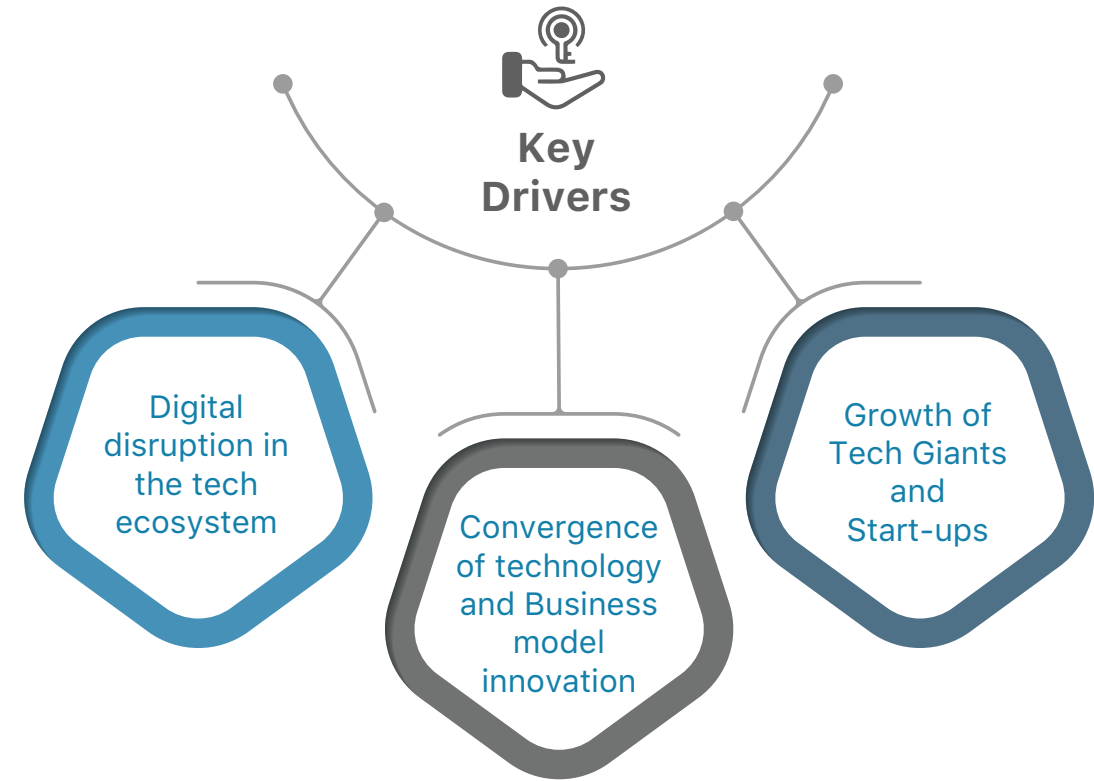 Key
Drivers
Digital
disruption in
the tech
ecosystem
Convergence
of technology
and Business
model
innovation
Growth of
Tech Giants
and
Start-ups